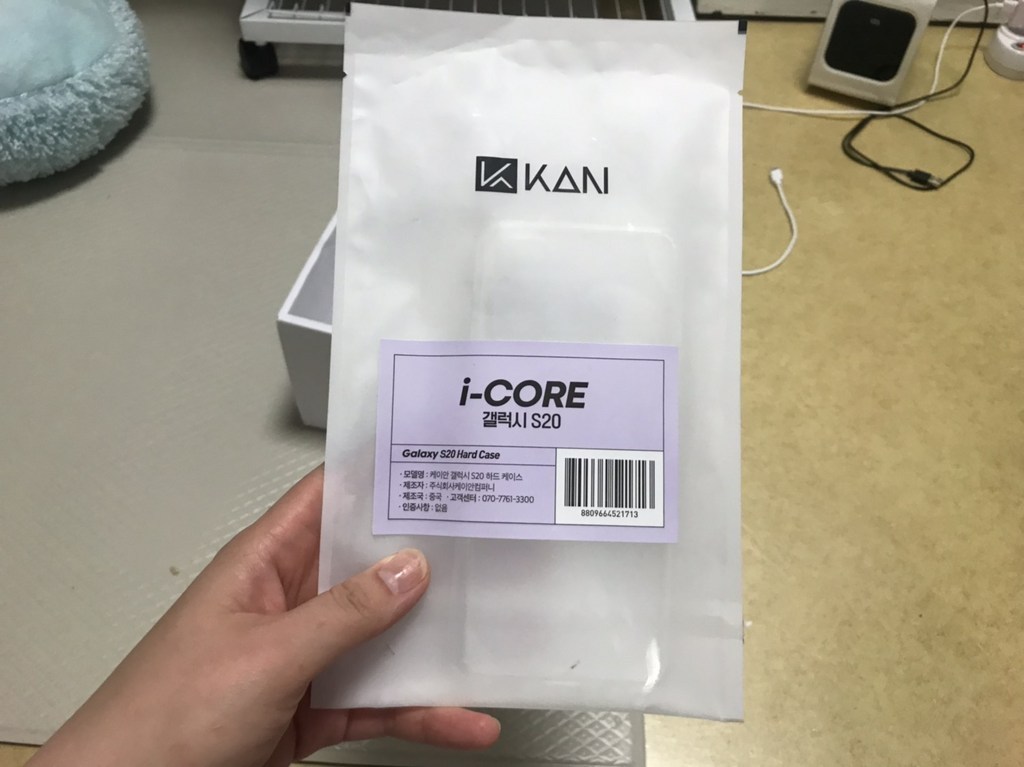 KAN
i-CORE
갤럭시 S20
Galaxy S20 Hard Case
· 모델명 : 케이안 갤럭시 S20 하드 케이스
· 제조자 : 주식회사케이안컴퍼니
· 제조국 : 중국 · 고객센터 : 070-7761-3300
· 인증사항 : 없음
8809664521713